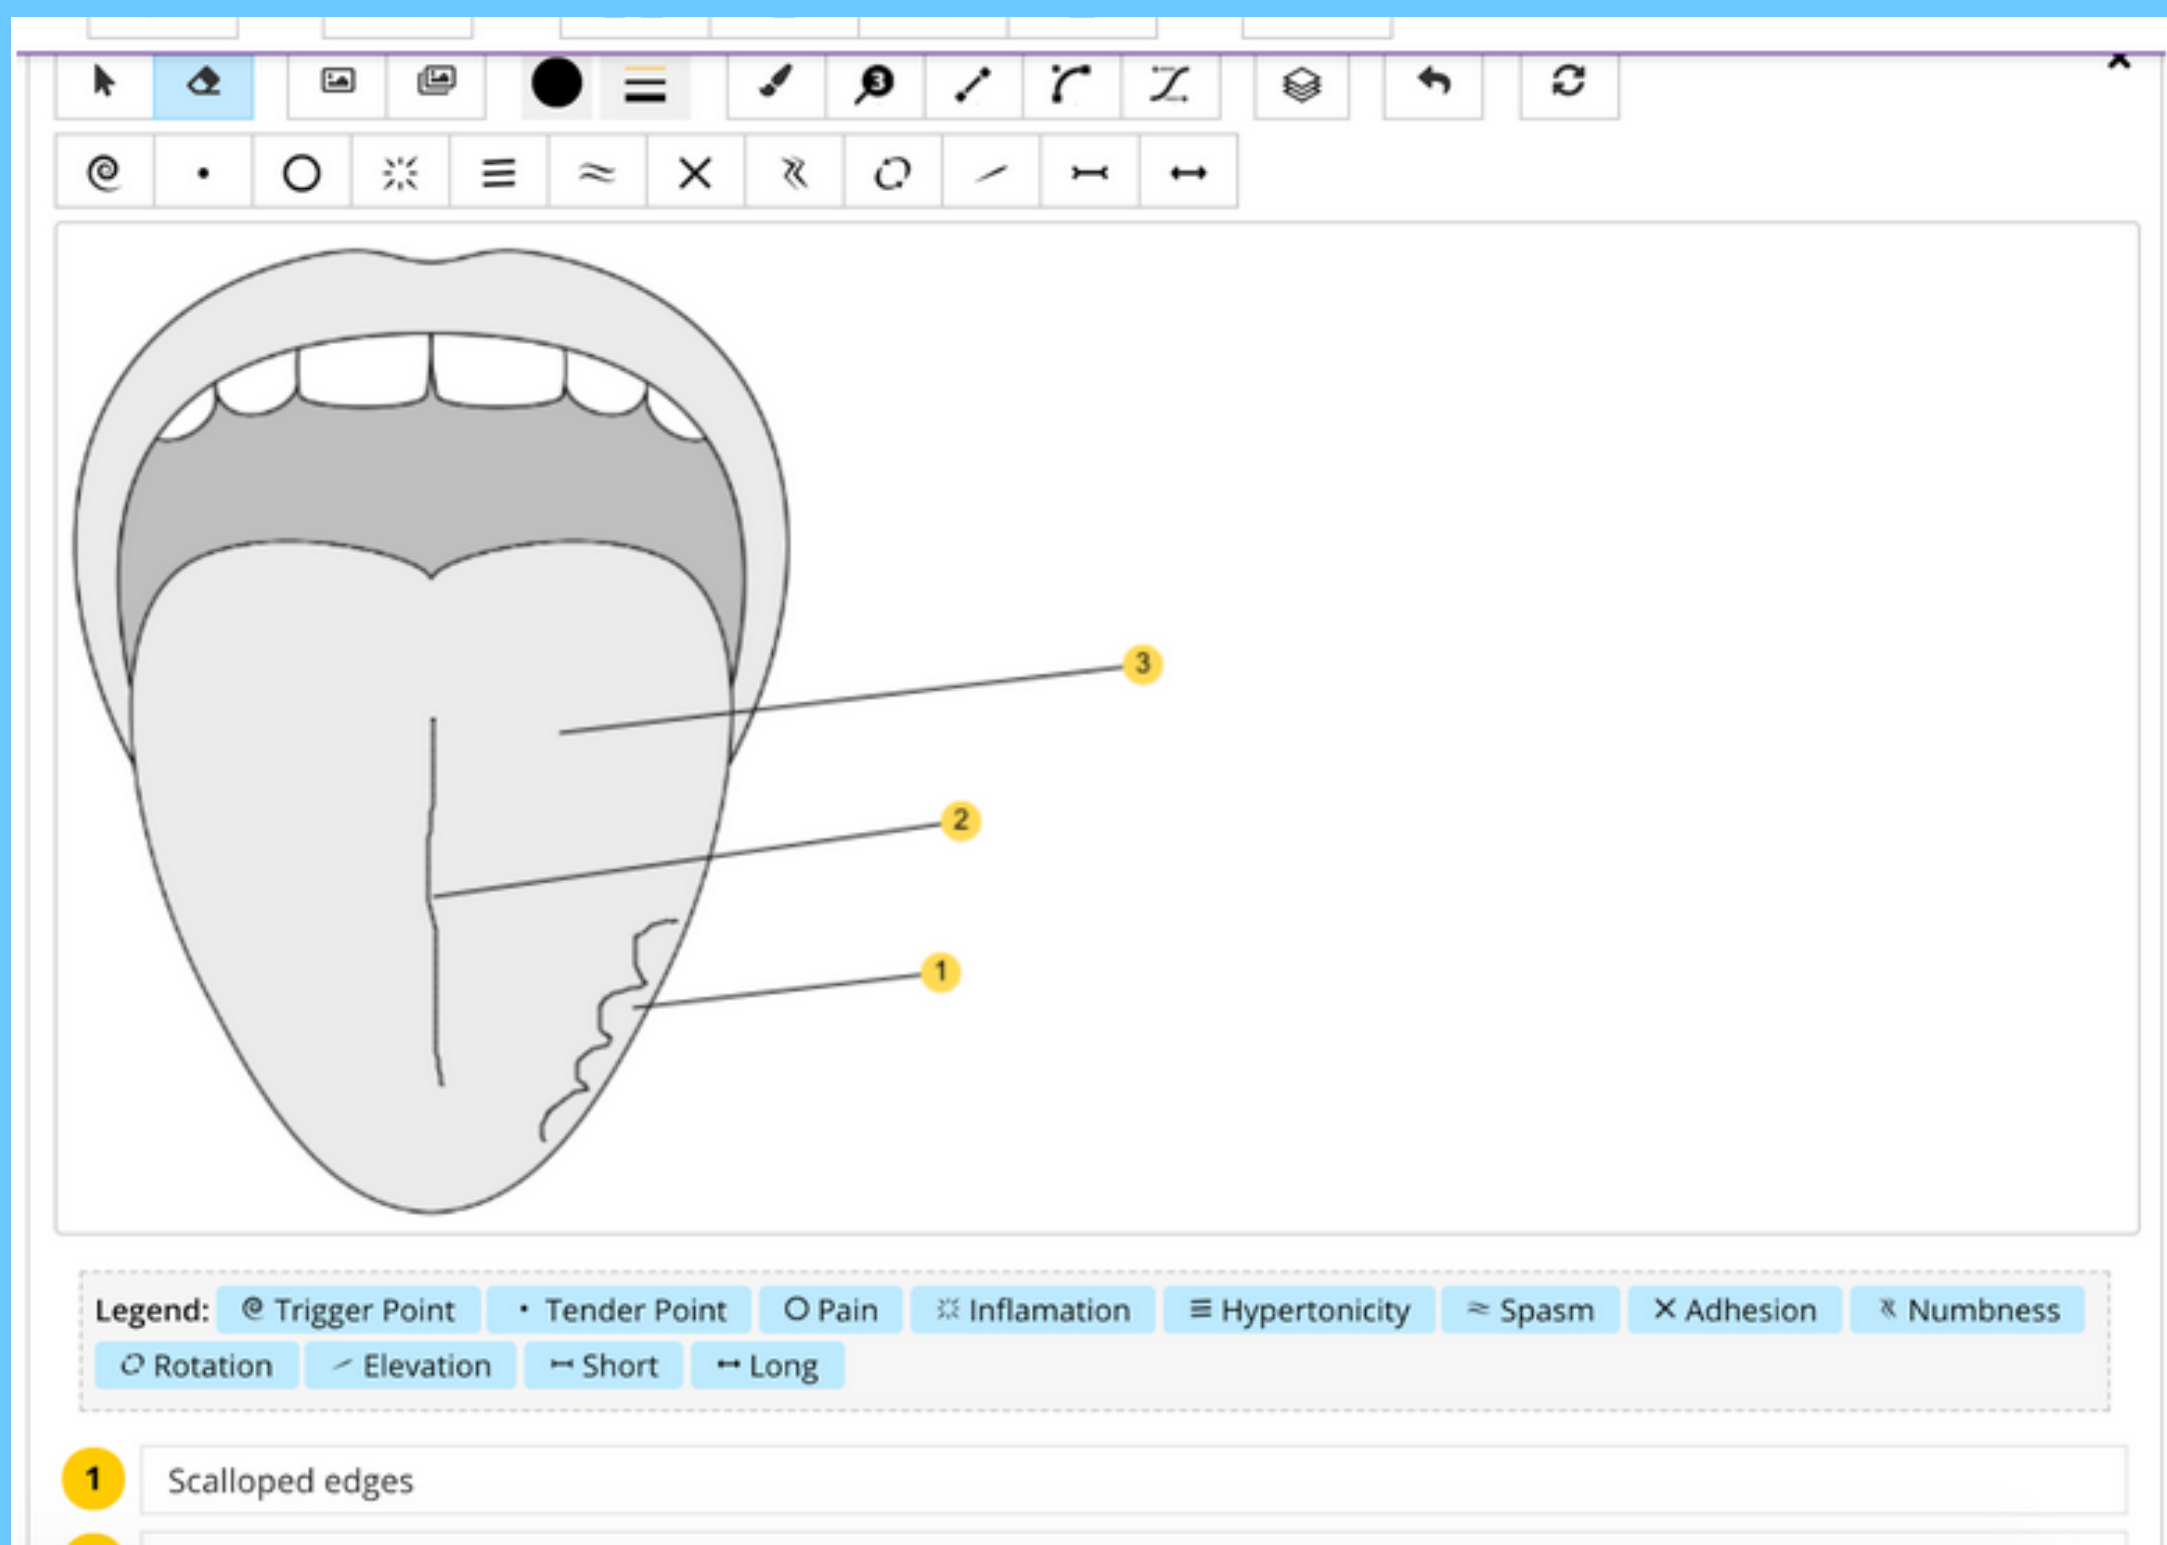 3
3
2
1
Legend: Trigger Point Tender Point Pain Inflamation Hypertonicity Spasm Adhesion Numbness
Rotation Elevation Short Long
1 Scalloped edges